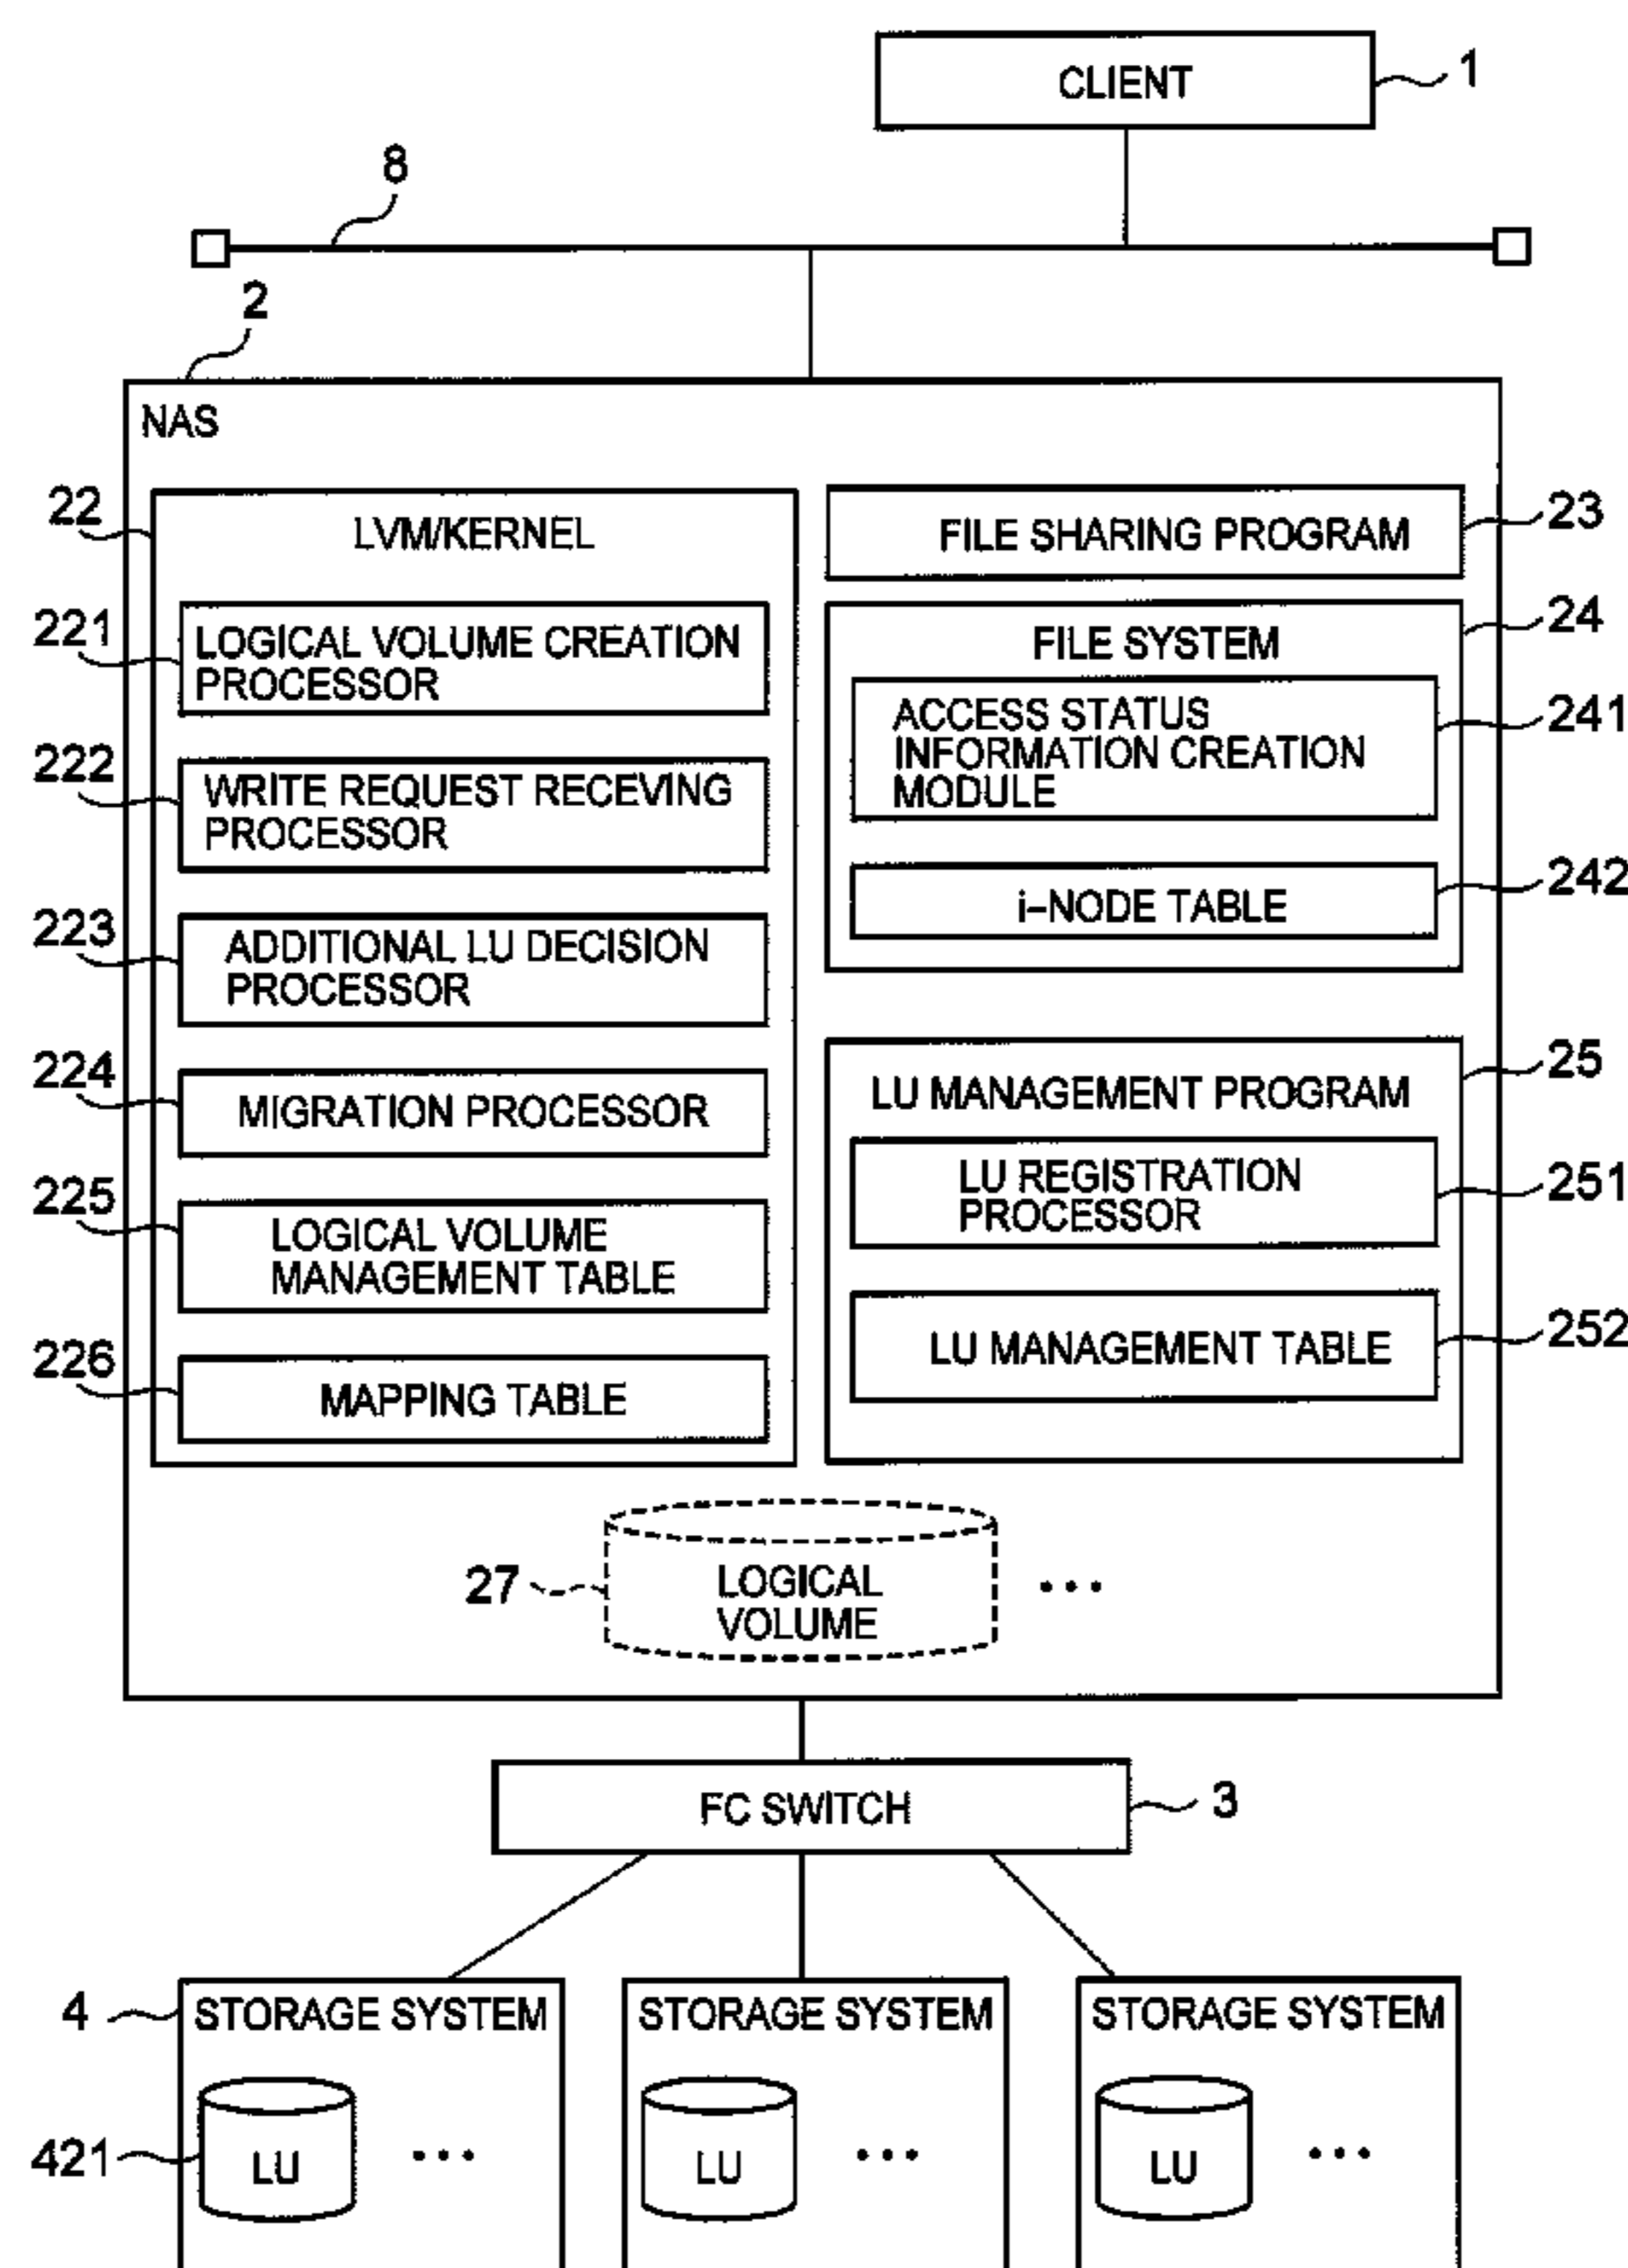 CLIENT
1
8
2
NAS
22
LVM/KERNEL
221
LOGICAL VOLUME CREATION
PROCESSOR
222
WRITE REQUEST RECEVING
PROCESSOR
223
ADDITIONAL LU DECISION
PROCESSOR
224
MIGRATION PROCESSOR
225
LOGICAL VOLUME
MANAGEMENT TABLE
226
MAPPING TABLE
FILE SHARING PROGRAM
23
FILE SYSTEM
24
ACCESS STATUS
INFORMATION CREATION
MODULE
241
i-NODE TABLE
242
LU MANAGEMENT PROGRAM
25
LU REGISTRATION
PROCESSOR
251
LU MANAGEMENT TABLE
252
27
LOGICAL
VOLUME
...
FC SWITCH
3
4
STORAGE SYSTEM
421
LU
...
STORAGE SYSTEM
LU
...
STORAGE SYSTEM
LU
...